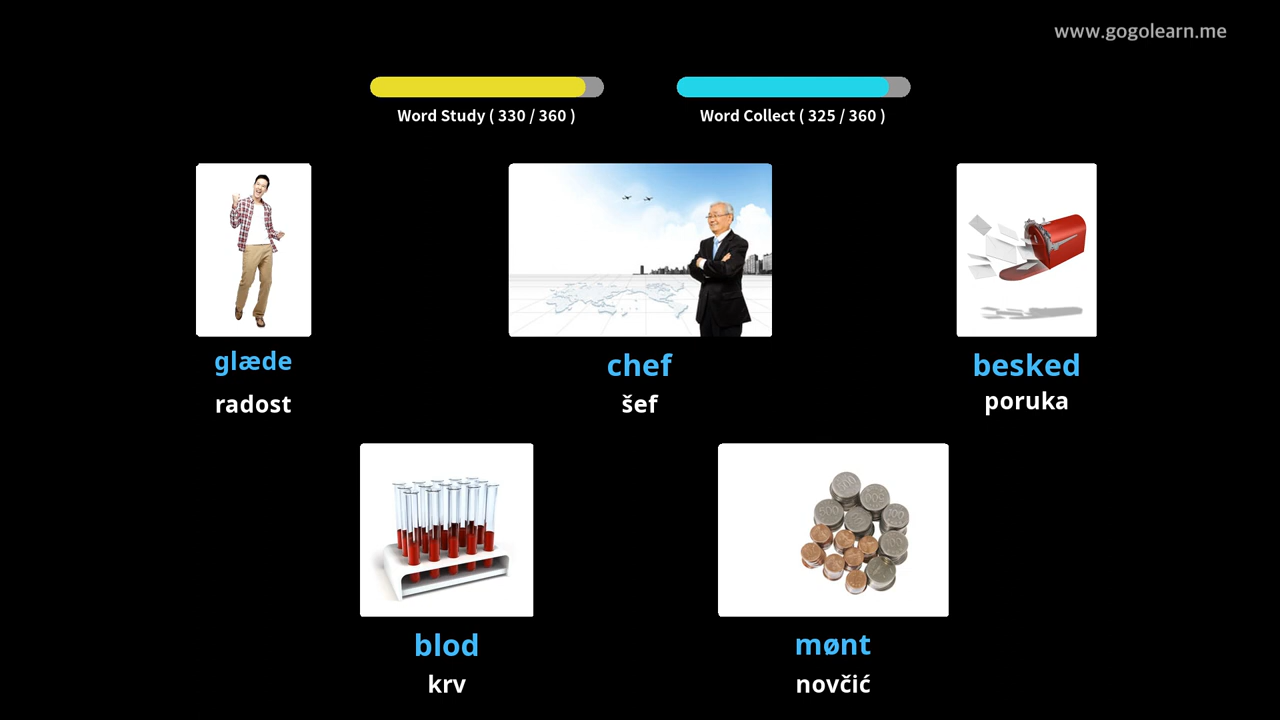 www.gogolearn.me
Word Study ( 330 / 360 )
Word Collect ( 325 / 360 )
glæde
chef
besked
radost
šef
poruka
blod
mønt
krv
novčić